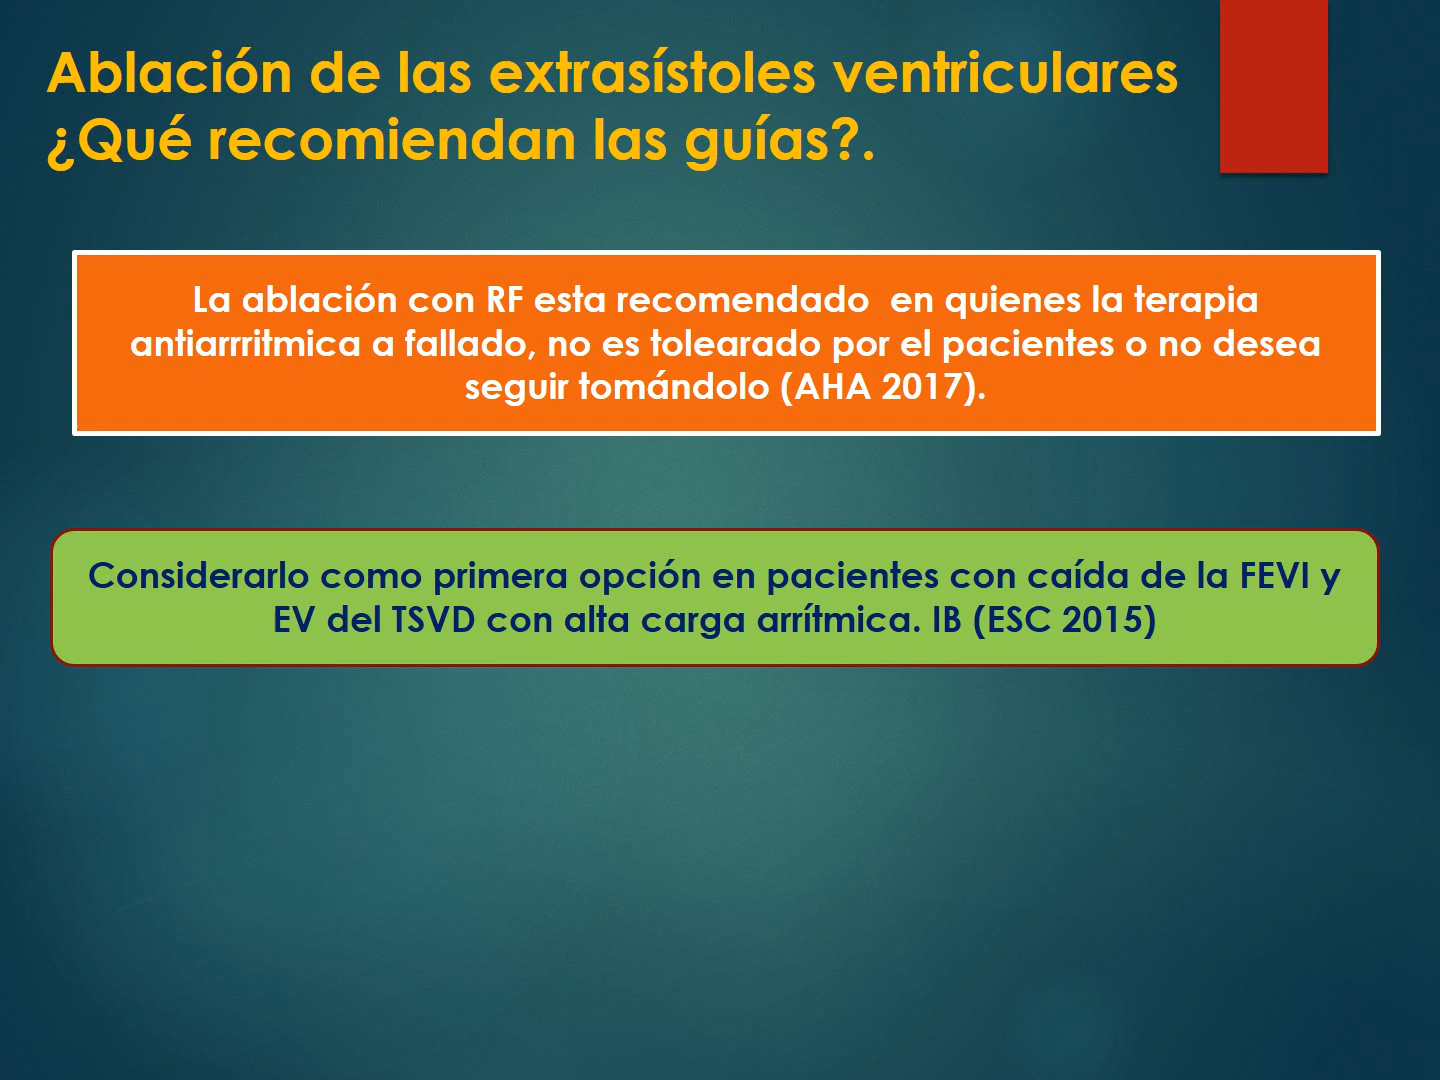 Ablación de las extrasístoles ventriculares
¿Qué recomiendan las guías?.
La ablación con RF esta recomendado  en quienes la terapia
antiarrritmica a fallado, no es tolearado por el pacientes o no desea
seguir tomándolo (AHA 2017).
Considerarlo como primera opción en pacientes con caída de la FEVI y
EV del TSVD con alta carga arrítmica. IB (ESC 2015)